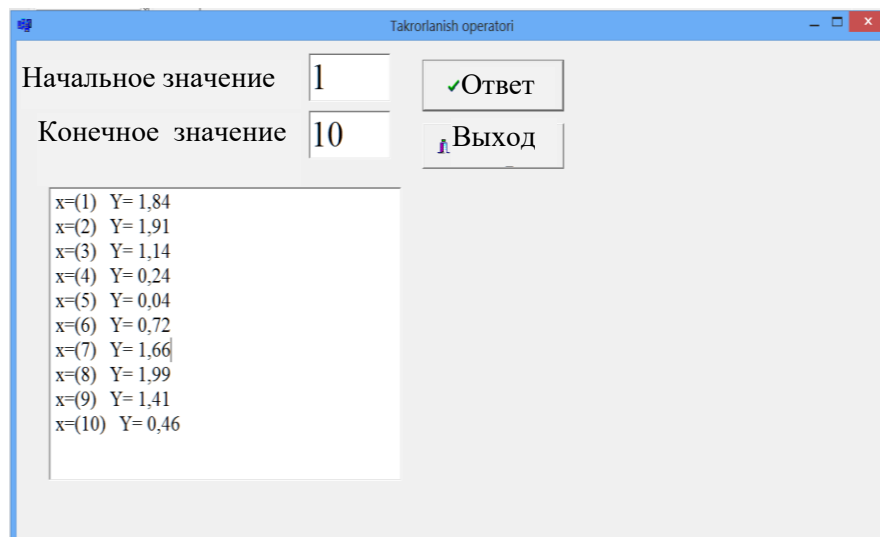 Takrorlanish operatori
Начальное значение 1
Ответ
Конечное значение 10
Выход
x=(1) Y= 1,84
x=(2) Y= 1,91
x=(3) Y= 1,14
x=(4) Y= 0,24
x=(5) Y= 0,04
x=(6) Y= 0,72
x=(7) Y= 1,66
x=(8) Y= 1,99
x=(9) Y= 1,41
x=(10) Y= 0,46